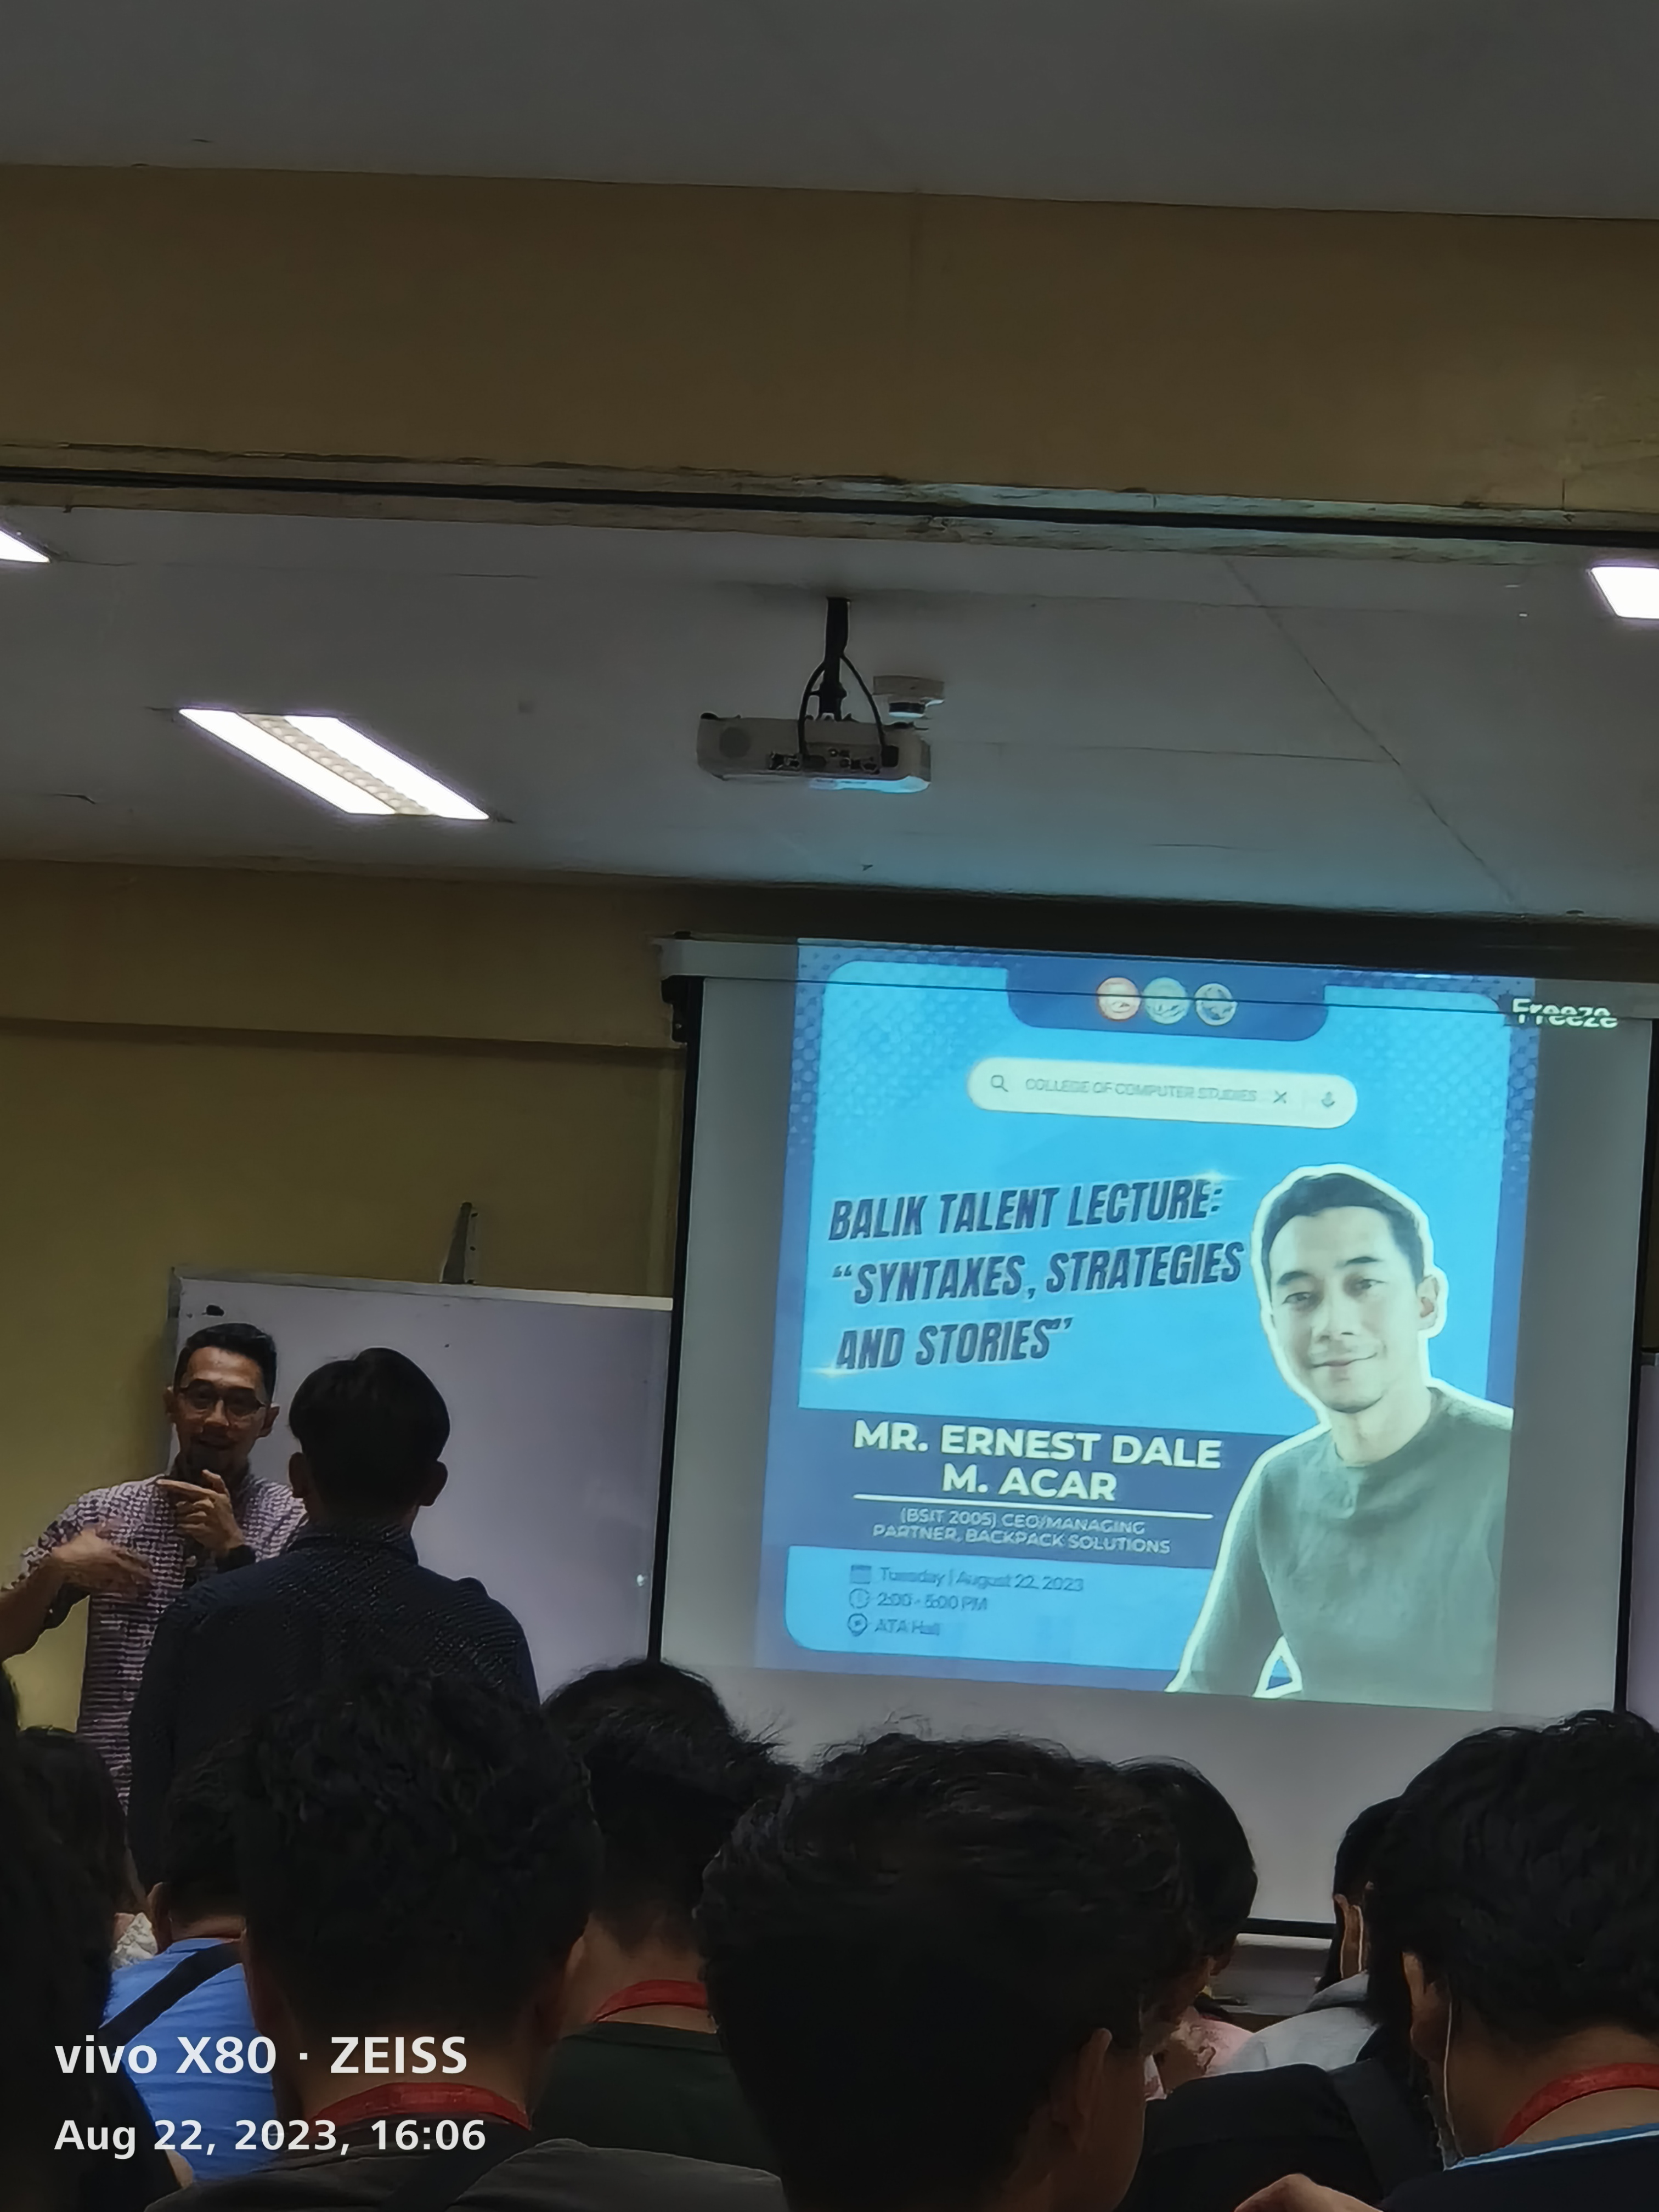 Freeze
COLLEGE OF COMPUTER STUDIES
BALIK TALENT LECTURE:
“SYNTAXES, STRATEGIES
AND STORIES”
MR. ERNEST DALE
M. ACAR
(BSIT 2005) CEO/MANAGING
PARTNER, BACKPACK SOLUTIONS
Tuesday | August 22, 2023
2:00 - 5:00 PM
ATA Hall
vivo X80 · ZEISS
Aug 22, 2023, 16:06